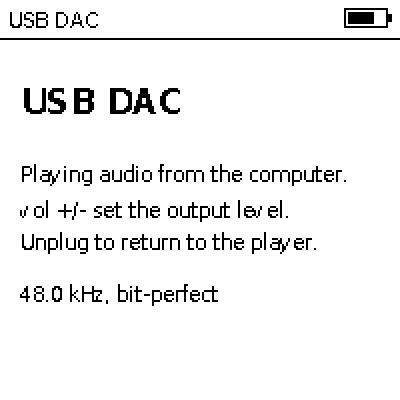 USB DAC
USB DAC
Playing audio from the computer.
vol +/- set the output level.
Unplug to return to the player.
48.0 kHz, bit-perfect